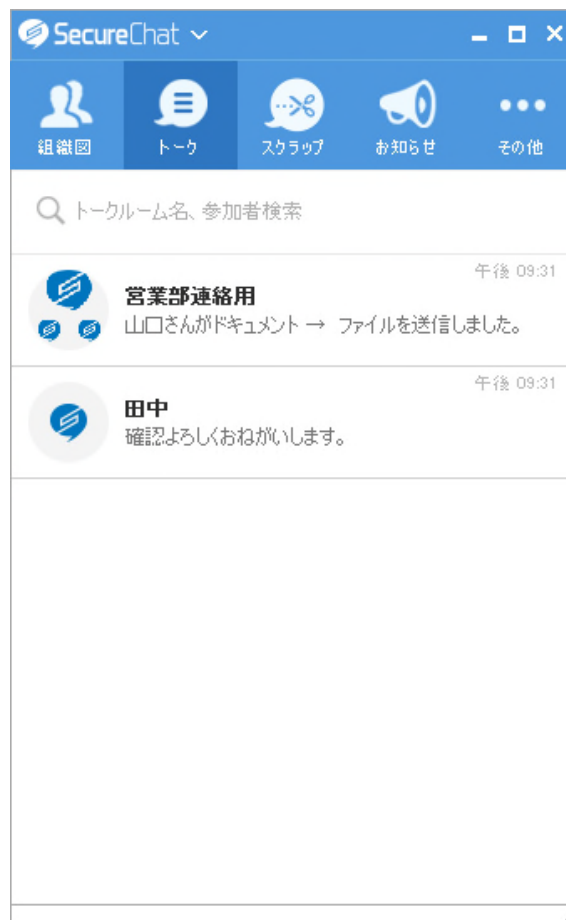 SecureChat
組織図
トーク
スクラップ
お知らせ
その他
トークルーム名、参加者検索
午後 09:31
営業部連絡用
山口さんがドキュメント → ファイルを送信しました。
午後 09:31
田中
確認よろしくおねがいします。